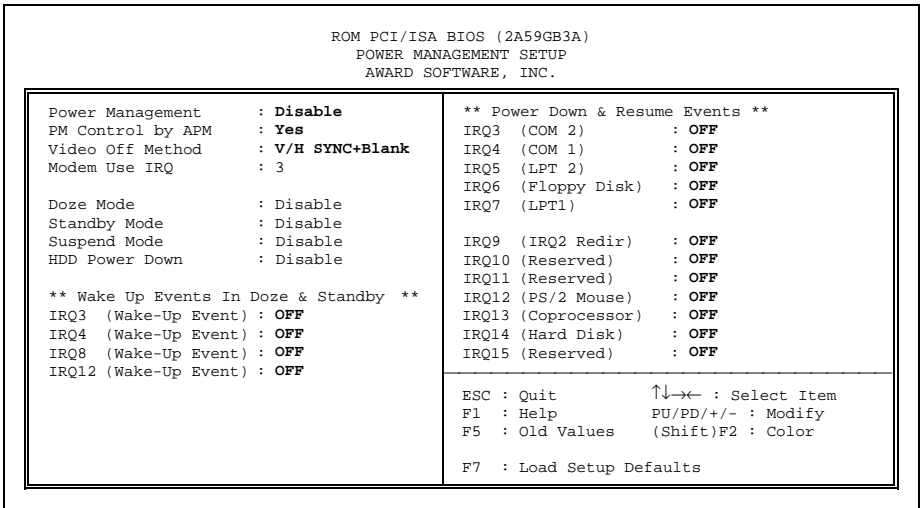 ROM PCI/ISA BIOS (2A59GB3A)
POWER MANAGEMENT SETUP
AWARD SOFTWARE, INC.
Power Management : Disable
PM Control by APM : Yes
Video Off Method : V/H SYNC+Blank
Modem Use IRQ : 3
Doze Mode : Disable
Standby Mode : Disable
Suspend Mode : Disable
HDD Power Down : Disable
** Wake Up Events In Doze & Standby **
IRQ3 (Wake-Up Event) : OFF
IRQ4 (Wake-Up Event) : OFF
IRQ8 (Wake-Up Event) : OFF
IRQ12 (Wake-Up Event) : OFF
** Power Down & Resume Events **
IRQ3 (COM 2) : OFF
IRQ4 (COM 1) : OFF
IRQ5 (LPT 2) : OFF
IRQ6 (Floppy Disk) : OFF
IRQ7 (LPT1) : OFF
IRQ9 (IRQ2 Redir) : OFF
IRQ10 (Reserved) : OFF
IRQ11 (Reserved) : OFF
IRQ12 (PS/2 Mouse) : OFF
IRQ13 (Coprocessor) : OFF
IRQ14 (Hard Disk) : OFF
IRQ15 (Reserved) : OFF
ESC : Quit ↑↓→← : Select Item
F1 : Help PU/PD/+/- : Modify
F5 : Old Values (Shift)F2 : Color
F7 : Load Setup Defaults